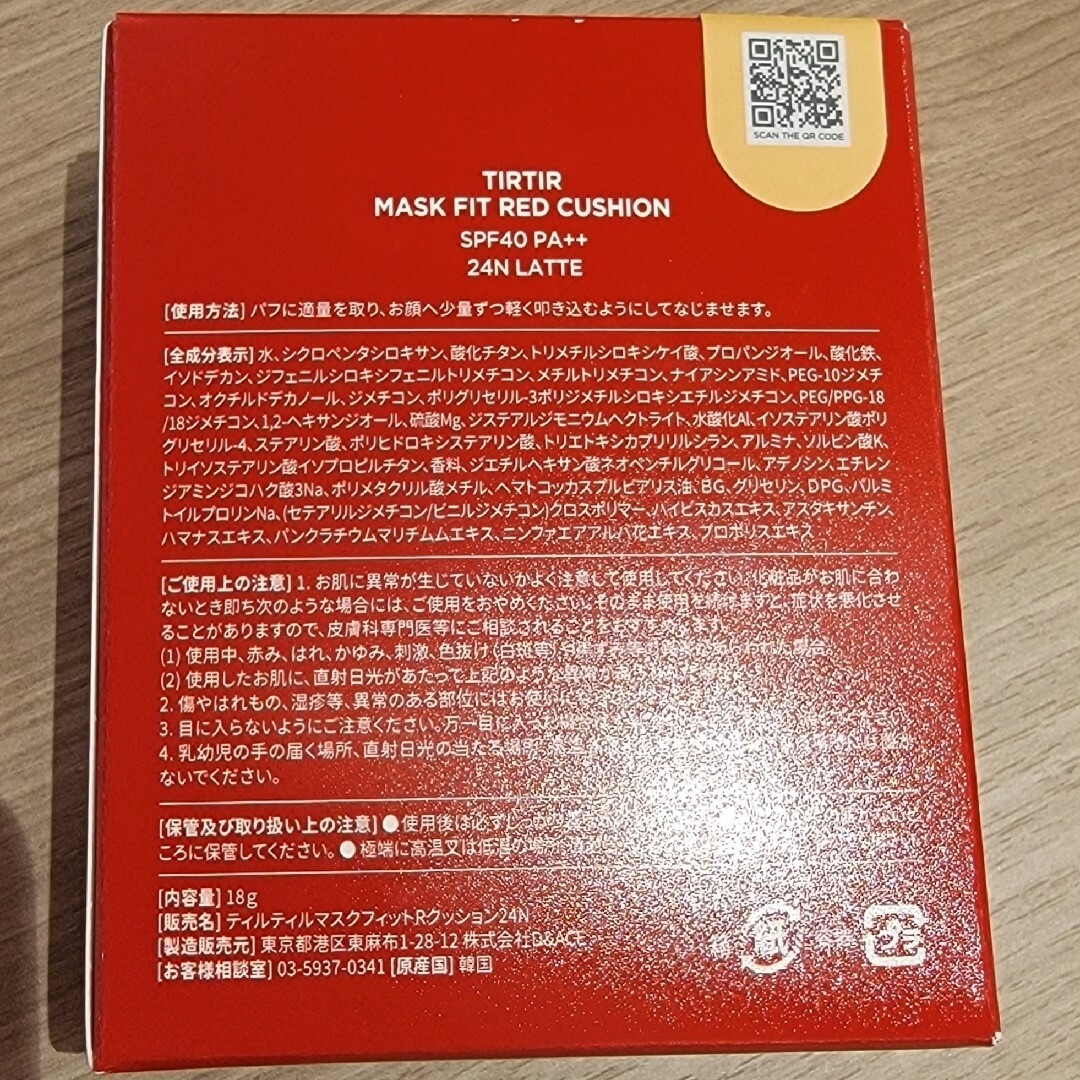 SCAN THE QR CODE
TIRTIR
MASK FIT RED CUSHION
SPF40 PA++
24N LATTE
[使用方法] パフに適量を取り、お顔へ少量ずつ軽く叩き込むようにしてなじませます。
[全成分表示] 水、シクロペンタシロキサン、酸化チタン、トリメチルシロキシケイ酸、プロパンジオール、酸化鉄、
イソドデカン、ジフェニルシロキシフェニルトリメチコン、メチルトリメチコン、ナイアシンアミド、PEG-10ジメチ
コン、オクチルドデカノール、ジメチコン、ポリグリセリル-3ポリジメチルシロキシエチルジメチコン、PEG/PPG-18
/18ジメチコン、1,2-ヘキサンジオール、硫酸Mg、ジステアルジモニウムヘクトライト、水酸化Al、イソステアリン酸ポリ
グリセリル-4、ステアリン酸、ポリヒドロキシステアリン酸、トリエトキシカプリリルシラン、アルミナ、ソルビン酸K、
トリイソステアリン酸イソプロピルチタン、香料、ジエチルヘキサン酸ネオペンチルグリコール、アデノシン、エチレン
ジアミンジコハク酸3Na、ポリメタクリル酸メチル、ヘマトコッカスプルビアリス油、BG、グリセリン、DPG、パルミ
トイルプロリンNa、(セテアリルジメチコン/ビニルジメチコン)クロスポリマー、ハイビスカスエキス、アスタキサンチン、
ハマナスエキス、パンクラチウムマリチムムエキス、ニンファエアアルバ花エキス、プロポリスエキス
[ご使用上の注意] 1. お肌に異常が生じていないかよく注意して使用してください。化粧品がお肌に合わ
ないとき即ち次のような場合には、ご使用をおやめください。そのまま使用を続けますと、症状を悪化させ
ることがありますので、皮膚科専門医等にご相談されることをおすすめします。
(1) 使用中、赤み、はれ、かゆみ、刺激、色抜け(白斑等)
(2) 使用したお肌に、直射日光があたって上記のような
2. 傷やはれもの、湿疹等、異常のある部位にはお使い
3. 目に入らないようにご注意ください。万一目に入った
4. 乳幼児の手の届く場所、直射日光の当たる場所
ないでください。
[保管及び取り扱い上の注意] ●使用後は必ず
ころに保管してください。●極端に高温又は低温の場所
[内容量] 18g
[販売名] ティルティルマスクフィットRクッション24N
[製造販売元] 東京都港区東麻布1-28-12 株式会社D&ACE
[お客様相談室] 03-5937-0341 [原産国] 韓国
紙
プラ